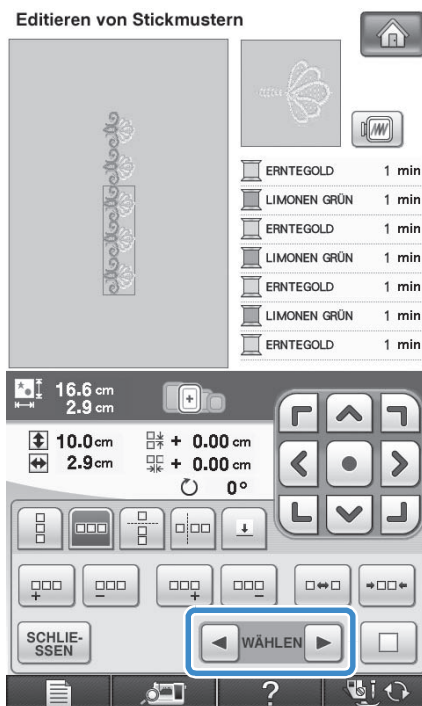 Editieren von Stickmustern
ERNTEGOLD 1 min
LIMONEN GRÜN 1 min
ERNTEGOLD 1 min
LIMONEN GRÜN 1 min
ERNTEGOLD 1 min
LIMONEN GRÜN 1 min
ERNTEGOLD 1 min
16.6 cm
2.9 cm
10.0 cm + 0.00 cm
2.9 cm + 0.00 cm
0°
SCHLIE-
SSEN
WÄHLEN
?